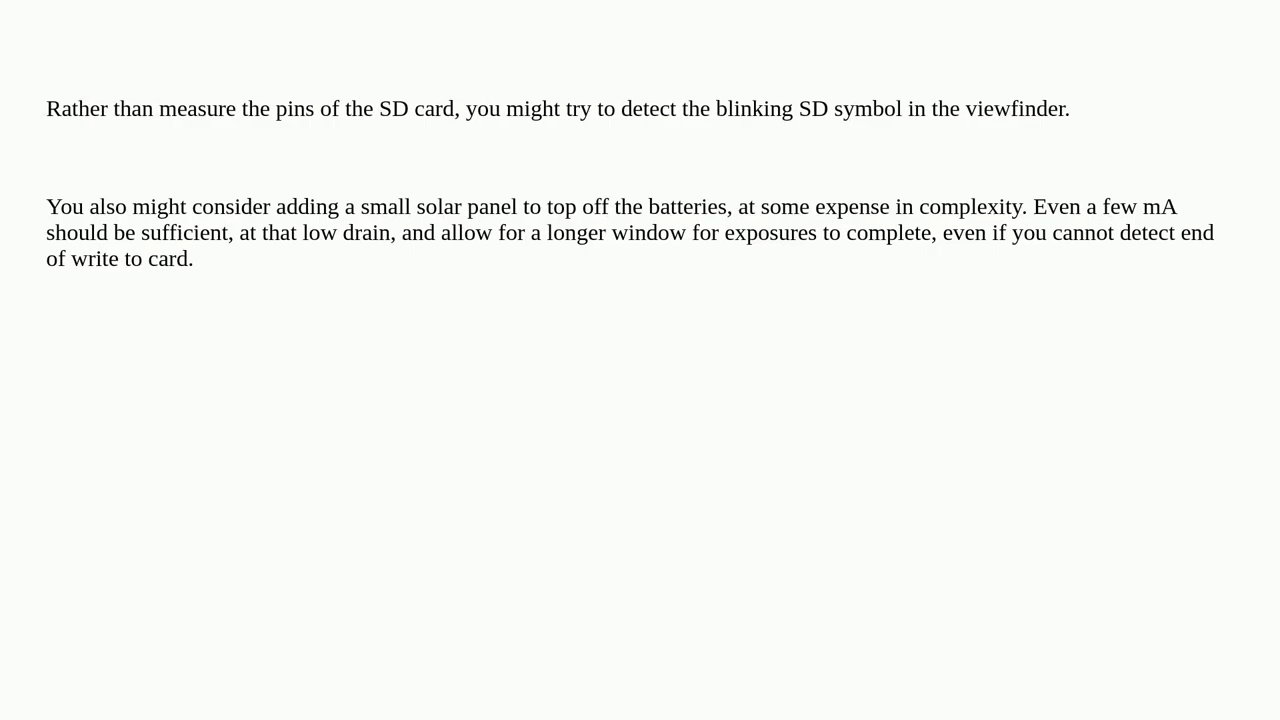 Rather than measure the pins of the SD card, you might try to detect the blinking SD symbol in the viewfinder.
You also might consider adding a small solar panel to top off the batteries, at some expense in complexity. Even a few mA
should be sufficient, at that low drain, and allow for a longer window for exposures to complete, even if you cannot detect end
of write to card.